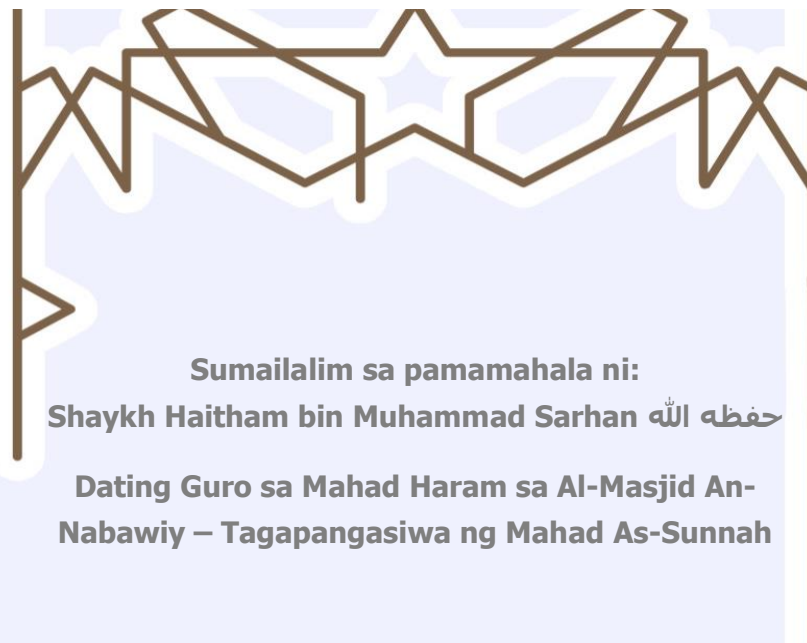 Sumailalim sa pamamahala ni:
Shaykh Haitham bin Muhammad Sarhan حفظه الله
Dating Guro sa Mahad Haram sa Al-Masjid An-
Nabawiy – Tagapangasiwa ng Mahad As-Sunnah